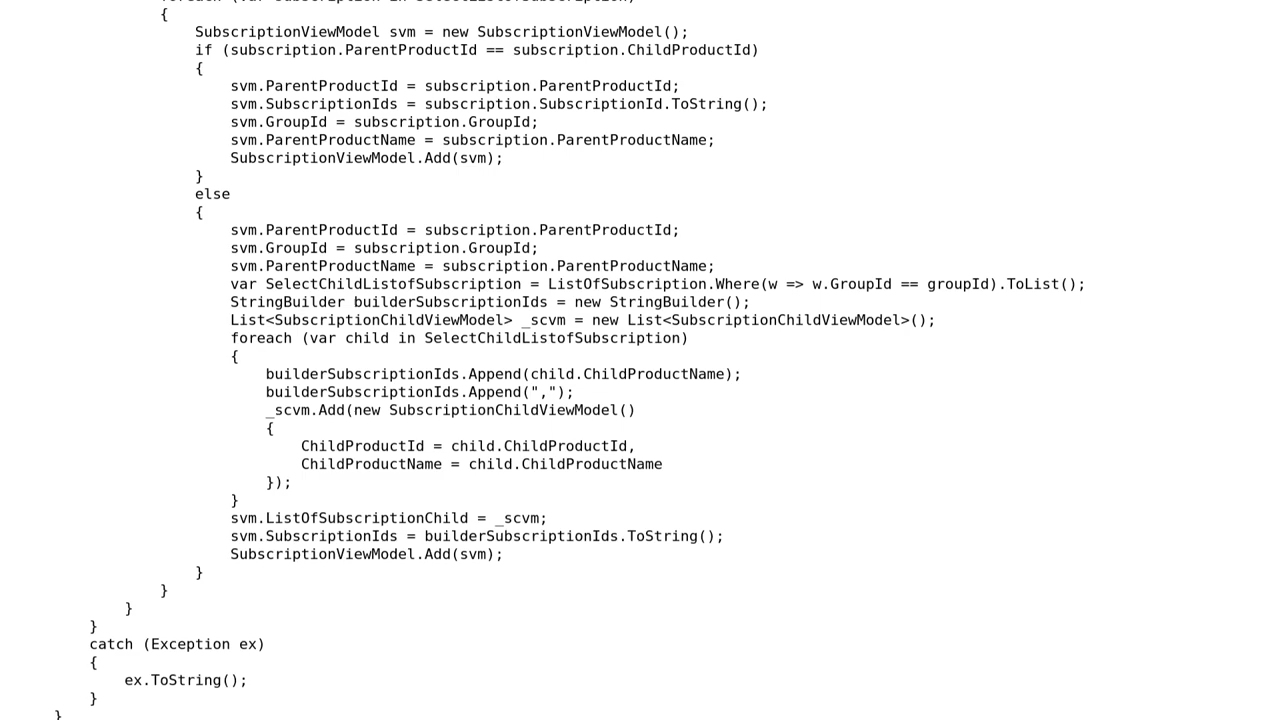 foreach (var subscription in SelectListofSubscription)
{
SubscriptionViewModel svm = new SubscriptionViewModel();
if (subscription.ParentProductId == subscription.ChildProductId)
{
svm.ParentProductId = subscription.ParentProductId;
svm.SubscriptionIds = subscription.SubscriptionId.ToString();
svm.GroupId = subscription.GroupId;
svm.ParentProductName = subscription.ParentProductName;
SubscriptionViewModel.Add(svm);
}
else
{
svm.ParentProductId = subscription.ParentProductId;
svm.GroupId = subscription.GroupId;
svm.ParentProductName = subscription.ParentProductName;
var SelectChildListofSubscription = ListOfSubscription.Where(w => w.GroupId == groupId).ToList();
StringBuilder builderSubscriptionIds = new StringBuilder();
List<SubscriptionChildViewModel> _scvm = new List<SubscriptionChildViewModel>();
foreach (var child in SelectChildListofSubscription)
{
builderSubscriptionIds.Append(child.ChildProductName);
builderSubscriptionIds.Append(",");
_scvm.Add(new SubscriptionChildViewModel()
{
ChildProductId = child.ChildProductId,
ChildProductName = child.ChildProductName
});
}
svm.ListOfSubscriptionChild = _scvm;
svm.SubscriptionIds = builderSubscriptionIds.ToString();
SubscriptionViewModel.Add(svm);
}
}
}
}
catch (Exception ex)
{
ex.ToString();
}
}